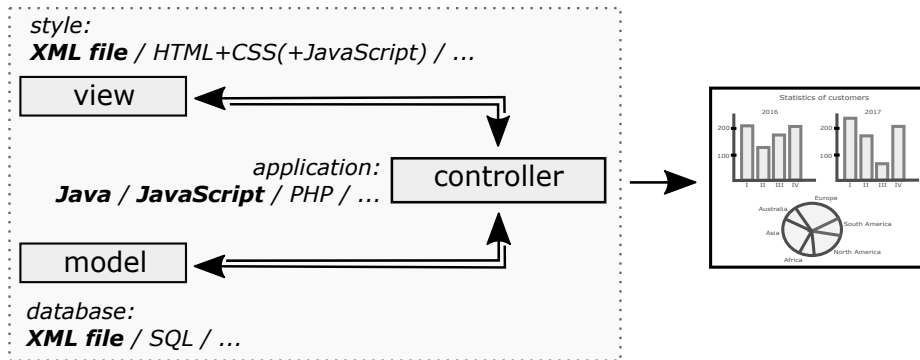 style:
XML file / HTML+CSS(+JavaScript) / ...
view
application:
Java / JavaScript / PHP / ...
controller
model
database:
XML file / SQL / ...
Statistics of customers
2016
200
100
I II III IV
2017
200
100
I II III IV
Europe
Australia
South America
Asia
North America
Africa